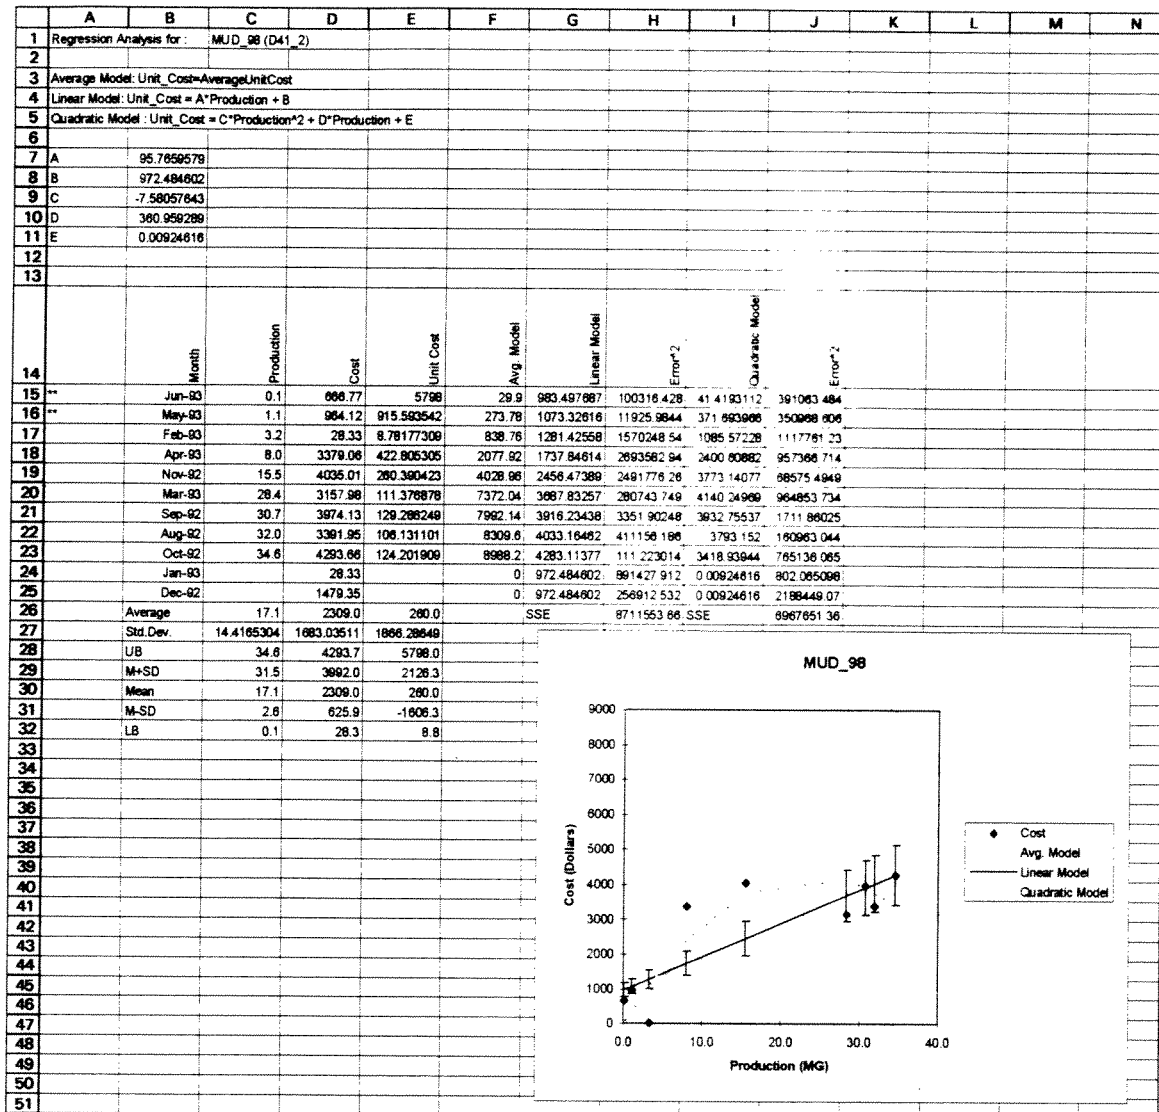 A B C D E F G H I J K L M N
1 Regression Analysis for : MUD_98 (D41_2)
2
3 Average Model: Unit_Cost=AverageUnitCost
4 Linear Model: Unit_Cost = A*Production + B
5 Quadratic Model : Unit_Cost = C*Production^2 + D*Production + E
6
7 A 95.7659579
8 B 972.484602
9 C -7.58057643
10 D 360.959289
11 E 0.00924616
12
13
14 Month Production Cost Unit Cost Avg. Model Linear Model Error^2 Quadratic Model Error^2
15 ** Jun-93 0.1 666.77 5798 29.9 983.497687 100316.428 41.4193112 391063.484
16 ** May-93 1.1 964.12 915.593542 273.78 1073.32616 11925.9844 371.693966 350968.606
17 Feb-93 3.2 28.33 8.78177309 838.76 1281.42558 1570248.54 1085.57228 1117761.23
18 Apr-93 8.0 3379.06 422.805305 2077.92 1737.84614 2693582.94 2400.60882 957366.714
19 Nov-92 15.5 4035.01 260.390423 4028.96 2456.47389 2491776.26 3773.14077 68575.4949
20 Mar-93 28.4 3157.98 111.376878 7372.04 3687.83257 280743.749 4140.24969 964853.734
21 Sep-92 30.7 3974.13 129.286249 7992.14 3916.23438 3351.90248 3932.75537 1711.86025
22 Aug-92 32.0 3391.95 106.131101 8309.6 4033.16462 411156.186 3793.152 160963.044
23 Oct-92 34.6 4293.66 124.201909 8988.2 4283.11377 111.223014 3418.93944 765136.065
24 Jan-93 28.33 0 972.484602 891427.912 0.00924616 802.065098
25 Dec-92 1479.35 0 972.484602 256912.532 0.00924616 2188449.07
26 Average 17.1 2309.0 260.0 SSE 8711553.66 SSE 6967651.36
27 Std.Dev. 14.4165304 1683.03511 1866.28649
28 UB 34.6 4293.7 5798.0
29 M+SD 31.5 3992.0 2126.3
30 Mean 17.1 2309.0 260.0
31 M-SD 2.6 625.9 -1606.3
32 LB 0.1 28.3 8.8
33
34
35
36
37
38
39
40
41
42
43
44
45
46
47
48
49
50
51
MUD_98
9000
8000
7000
6000
5000
4000
3000
2000
1000
0
Cost (Dollars)
0.0 10.0 20.0 30.0 40.0
Production (MG)
Cost
Avg. Model
Linear Model
Quadratic Model